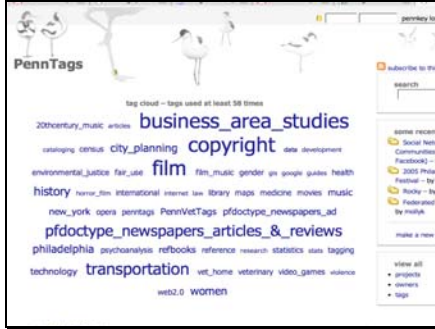 pennkey lo
PennTags
subscribe to thi
search
tag cloud – tags used at least 58 times
20thcentury_music articles business_area_studies
cataloging census city_planning copyright data development
environmental_justice fair_use film film_music gender gis google guides health
history horror_film international internet law library maps medicine movies music
new_york opera penntags PennVetTags pfdoctype_newspapers_ad
pfdoctype_newspapers_articles_&_reviews
philadelphia psychoanalysis refbooks reference research statistics stats tagging
technology transportation vet_home veterinary video_games violence
web2.0 women
some recen
Social Net
Communities
Facebook) –
2005 Phila
Festival – by
Rocky – by
Federated
by mollyk
make a new
view all
• projects
• owners
• tags